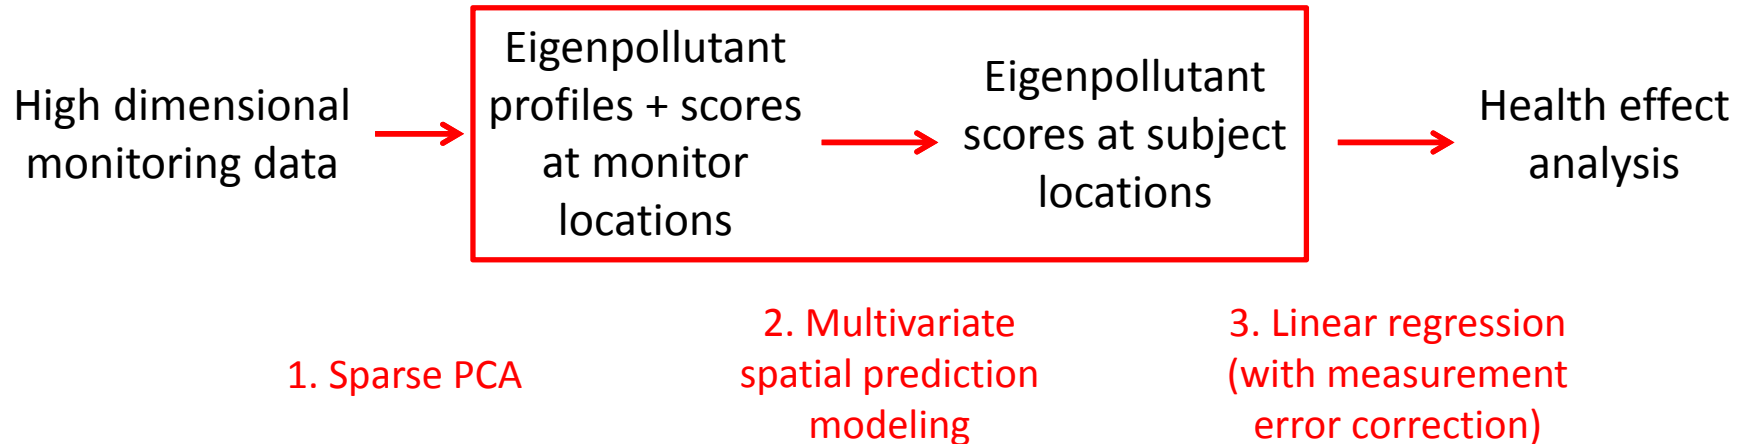 High dimensional
monitoring data
Eigenpollutant
profiles + scores
at monitor
locations
Eigenpollutant
scores at subject
locations
Health effect
analysis
1. Sparse PCA
2. Multivariate
spatial prediction
modeling
3. Linear regression
(with measurement
error correction)